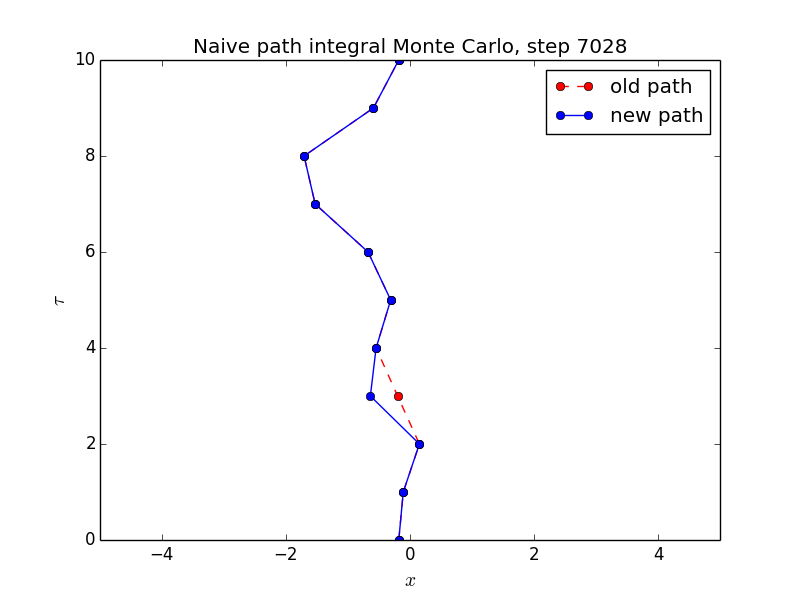 Naive path integral Monte Carlo, step 7028
10
8
6
4
2
0
τ
old path
new path
−4
−2
0
2
4
x